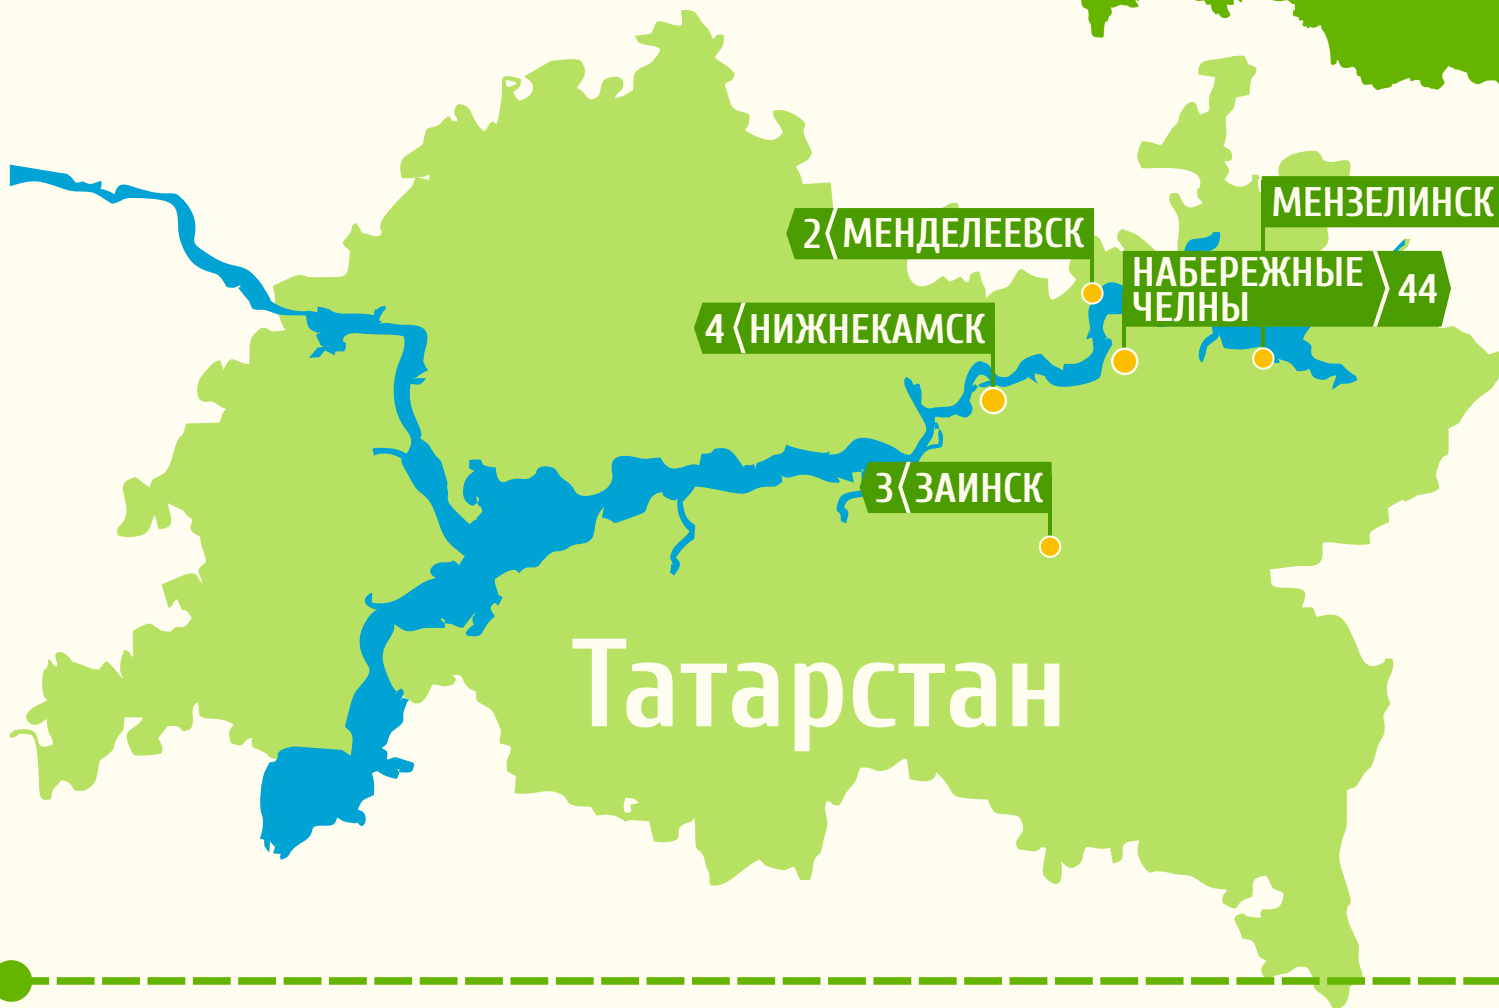 МЕНЗЕЛИНСК
2 МЕНДЕЛЕЕВСК
НАБЕРЕЖНЫЕ
ЧЕЛНЫ 44
4 НИЖНЕКАМСК
3 ЗАИНСК
Татарстан